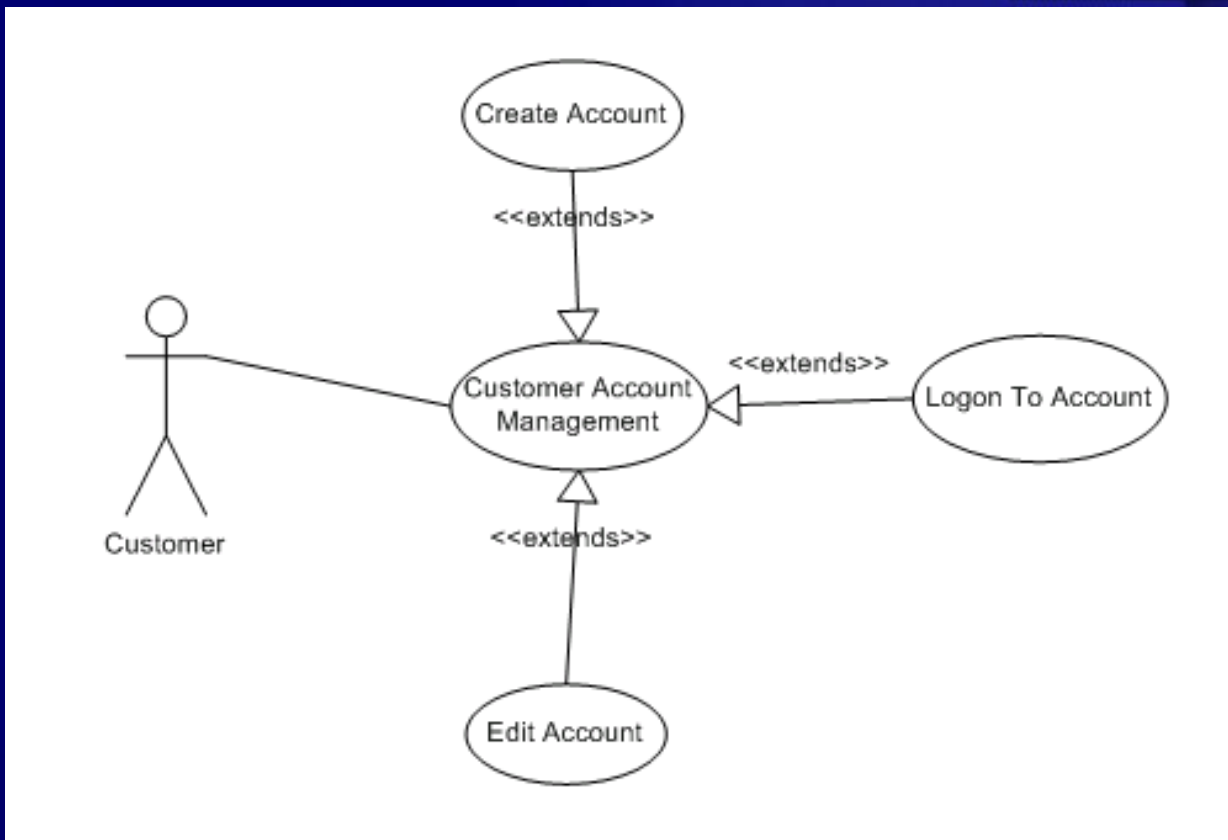 Create Account
<<extends>>
<<extends>>
Customer Account
Management
Logon To Account
<<extends>>
Customer
Edit Account